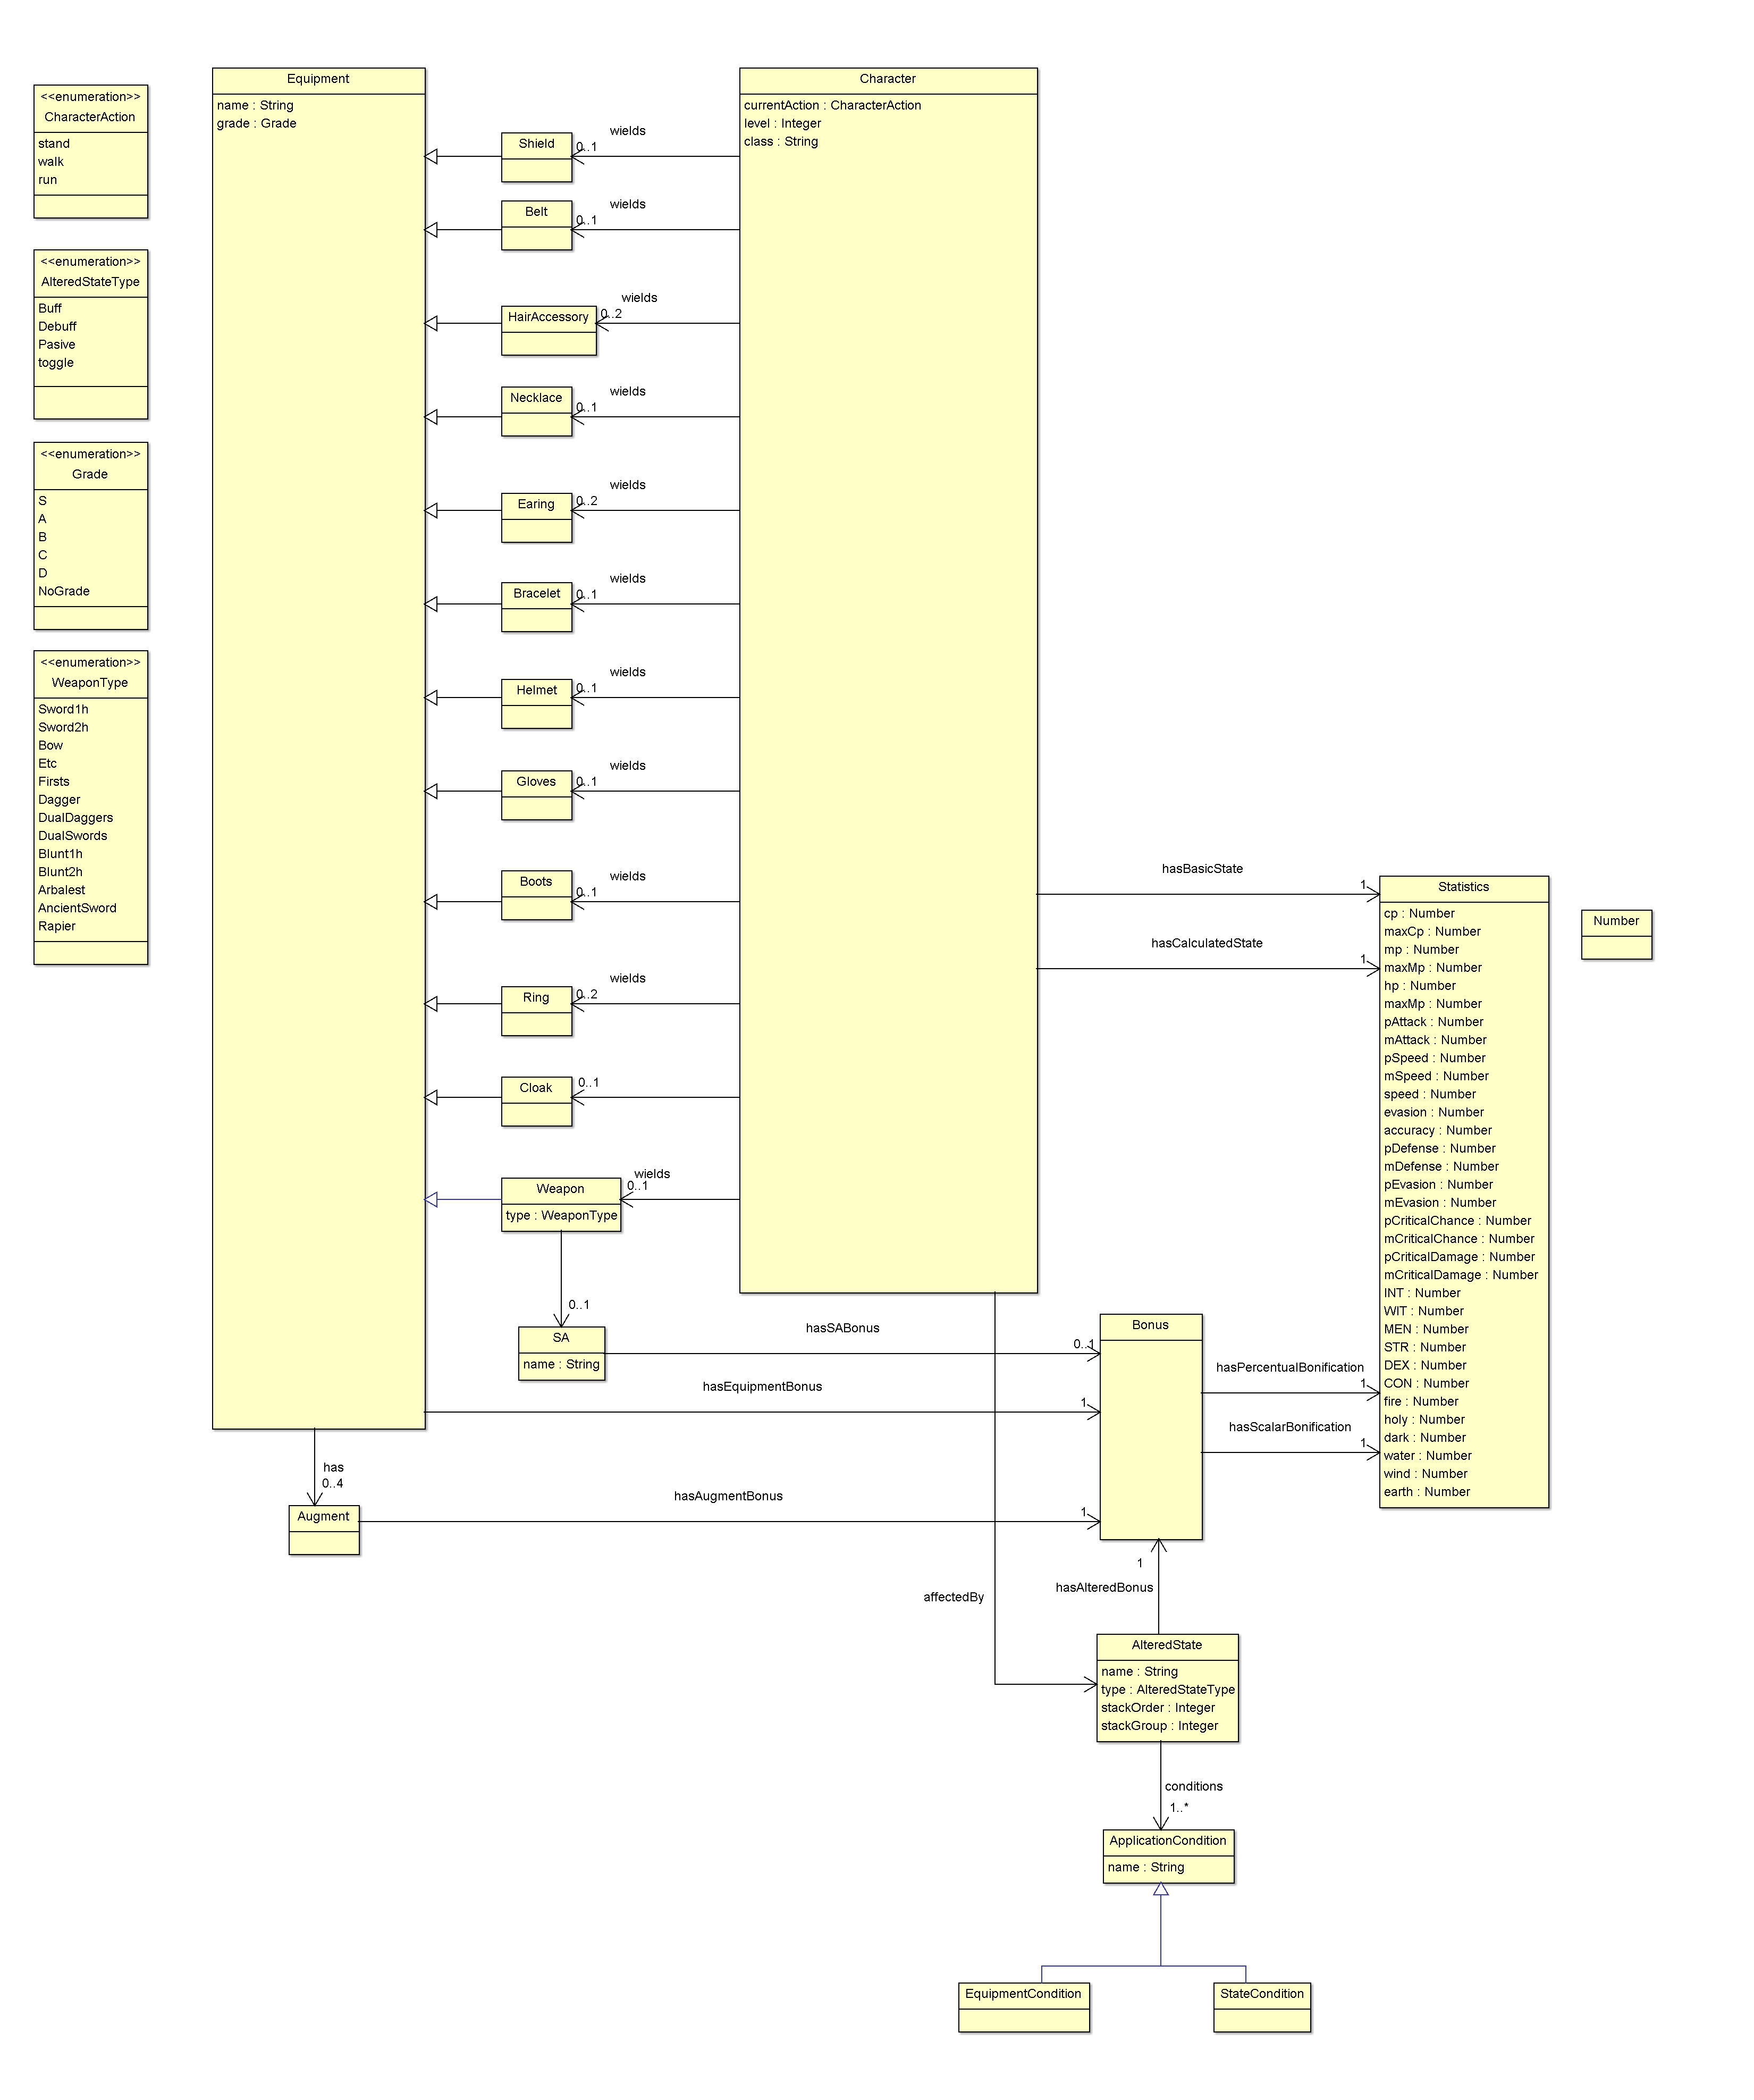 <<enumeration>>
CharacterAction
stand
walk
run
<<enumeration>>
AlteredStateType
Buff
Debuff
Pasive
toggle
<<enumeration>>
Grade
S
A
B
C
D
NoGrade
<<enumeration>>
WeaponType
Sword1h
Sword2h
Bow
Etc
Firsts
Dagger
DualDaggers
DualSwords
Blunt1h
Blunt2h
Arbalest
AncientSword
Rapier
Equipment
name : String
grade : Grade
Character
currentAction : CharacterAction
level : Integer
class : String
Shield
wields
0..1
Belt
wields
0..1
HairAccessory
wields
0..2
Necklace
wields
0..1
Earing
wields
0..2
Bracelet
wields
0..1
Helmet
wields
0..1
Gloves
wields
0..1
Boots
wields
0..1
Ring
wields
0..2
Cloak
0..1
Weapon
type : WeaponType
wields
0..1
0..1
SA
name : String
hasSABonus
0..1
hasEquipmentBonus
1
has
0..4
Augment
hasAugmentBonus
1
Bonus
hasBasicState
1
hasCalculatedState
1
hasPercentualBonification
1
hasScalarBonification
1
Statistics
cp : Number
maxCp : Number
mp : Number
maxMp : Number
hp : Number
maxMp : Number
pAttack : Number
mAttack : Number
pSpeed : Number
mSpeed : Number
speed : Number
evasion : Number
accuracy : Number
pDefense : Number
mDefense : Number
pEvasion : Number
mEvasion : Number
pCriticalChance : Number
mCriticalChance : Number
pCriticalDamage : Number
mCriticalDamage : Number
INT : Number
WIT : Number
MEN : Number
STR : Number
DEX : Number
CON : Number
fire : Number
holy : Number
dark : Number
water : Number
wind : Number
earth : Number
Number
1
hasAlteredBonus
affectedBy
AlteredState
name : String
type : AlteredStateType
stackOrder : Integer
stackGroup : Integer
conditions
1..*
ApplicationCondition
name : String
EquipmentCondition
StateCondition